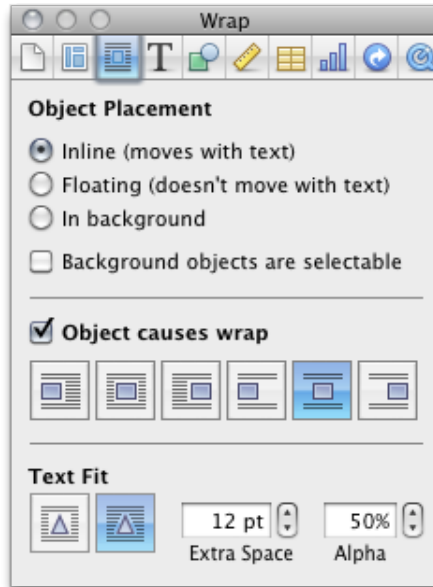 Wrap
T
Object Placement
Inline (moves with text)
Floating (doesn't move with text)
In background
Background objects are selectable
Object causes wrap
Text Fit
12 pt
50%
Extra Space
Alpha